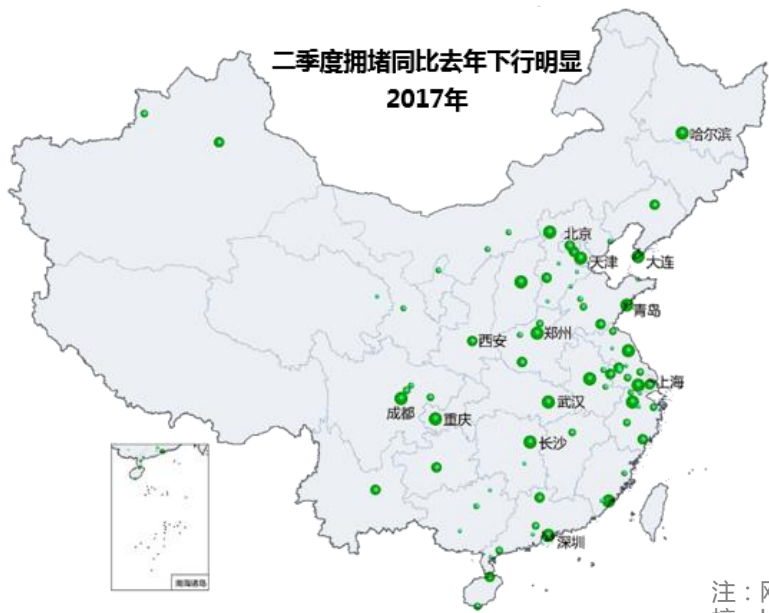 二季度拥堵同比去年下行明显
2017年
哈尔滨
北京
天津
大连
青岛
西安
郑州
上海
成都
重庆
武汉
长沙
深圳
南海诸岛
注：网